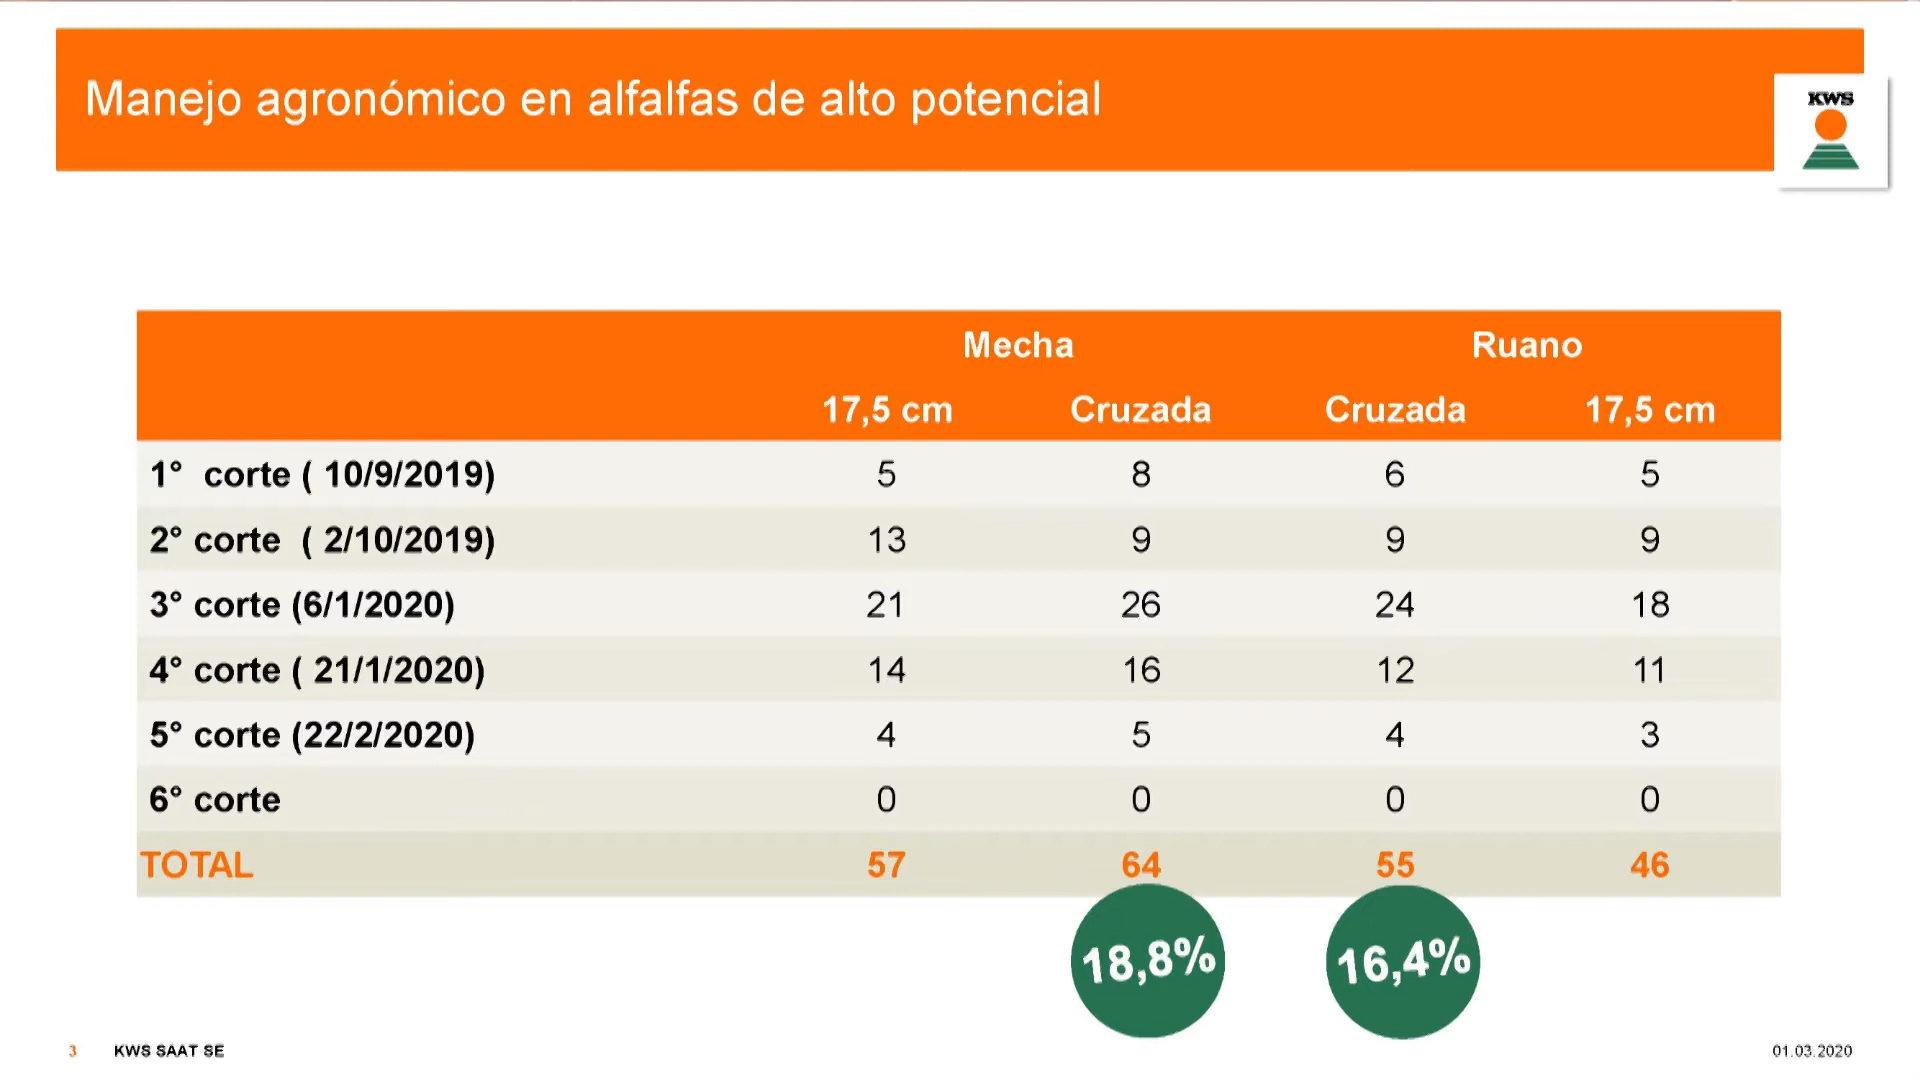 Manejo agronómico en alfalfas de alto potencial
KWS
Mecha Ruano
17,5 cm Cruzada Cruzada 17,5 cm
1° corte ( 10/9/2019) 5 8 6 5
2° corte ( 2/10/2019) 13 9 9 9
3° corte (6/1/2020) 21 26 24 18
4° corte ( 21/1/2020) 14 16 12 11
5° corte (22/2/2020) 4 5 4 3
6° corte 0 0 0 0
TOTAL 57 64 55 46
18,8% 16,4%
3 KWS SAAT SE 01.03.2020